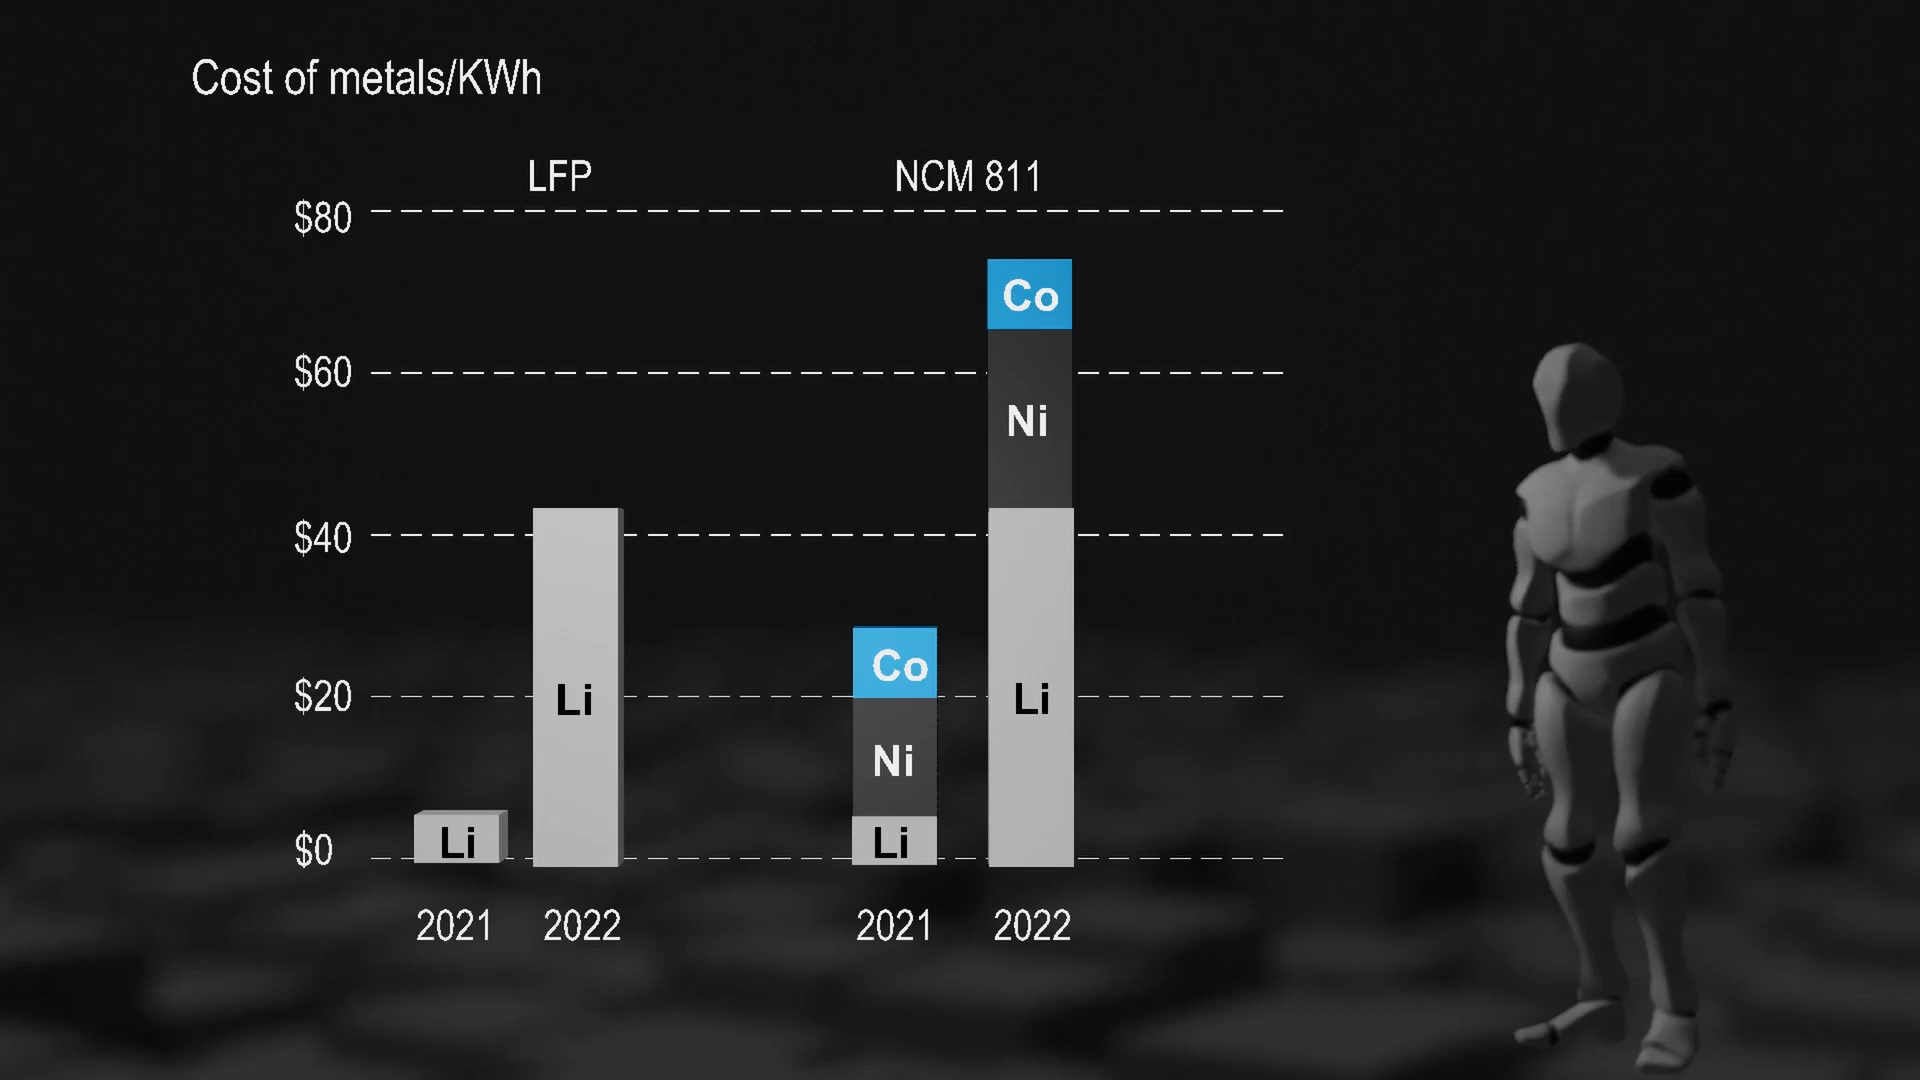 Cost of metals/KWh
LFP
NCM 811
$80
Co
$60
Ni
$40
Co
$20
Li
Li
Ni
$0
Li
Li
2021
2022
2021
2022